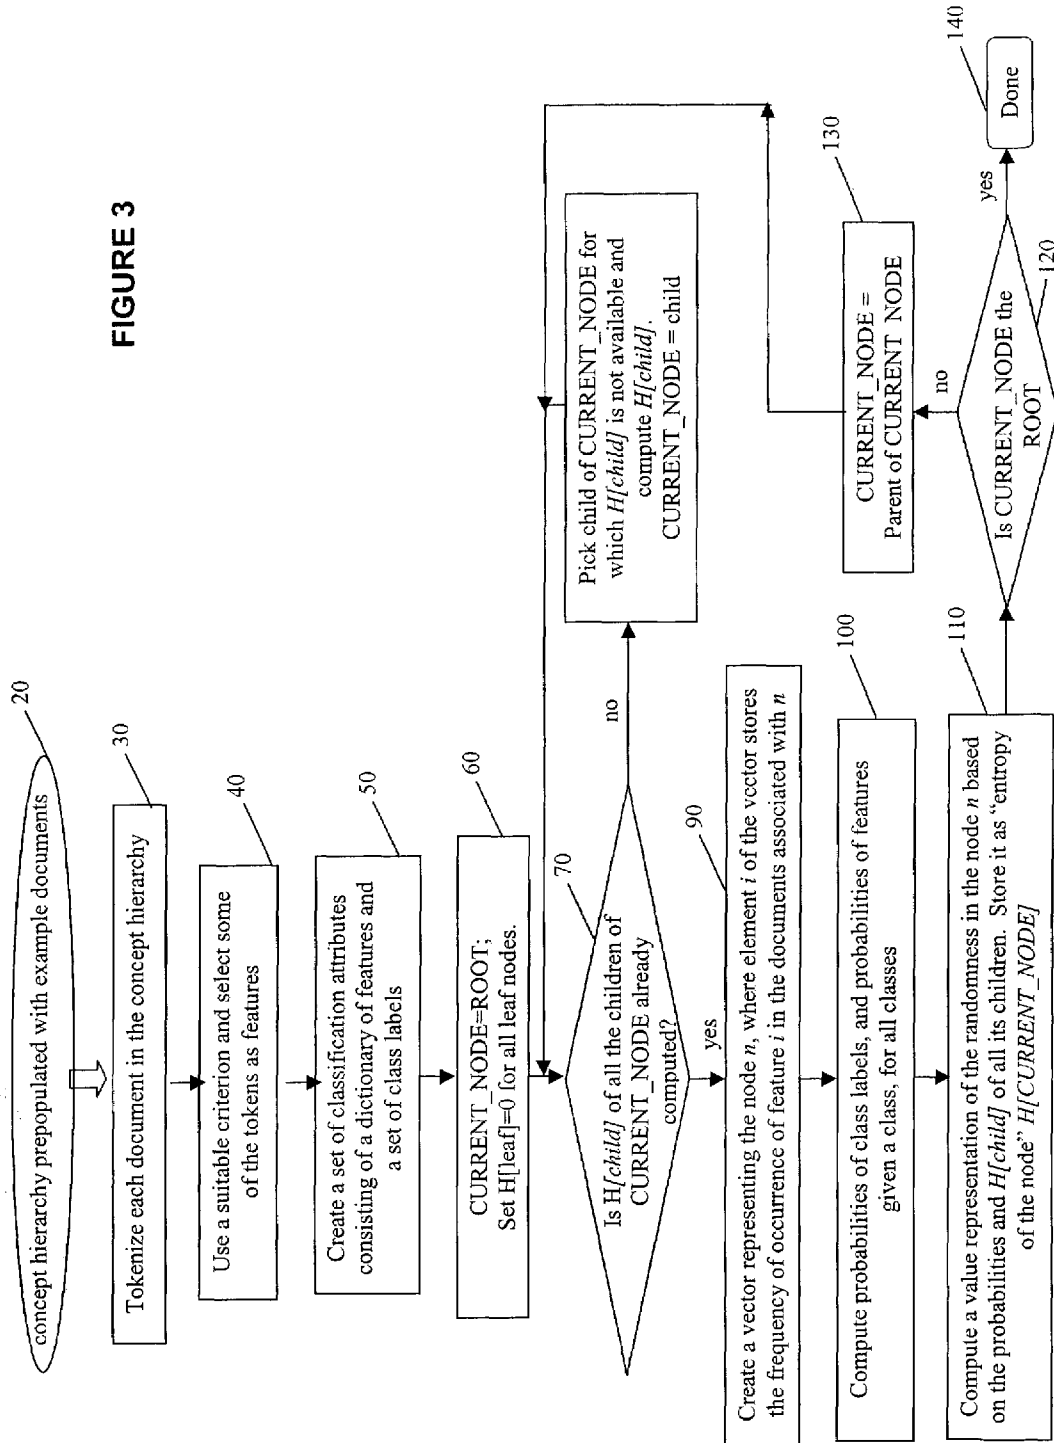 FIGURE 3
concept hierarchy prepopulated with example documents
20
Tokenize each document in the concept hierarchy
30
Use a suitable criterion and select some
of the tokens as features
40
Create a set of classification attributes
consisting of a dictionary of features and
a set of class labels
50
CURRENT_NODE=ROOT;
Set H[leaf]=0 for all leaf nodes.
60
Is H[child] of all the children of
CURRENT_NODE already
computed?
70
no
yes
Pick child of CURRENT_NODE for
which H[child] is not available and
compute H[child].
CURRENT_NODE = child
Create a vector representing the node n, where element i of the vector stores
the frequency of occurrence of feature i in the documents associated with n
90
Compute probabilities of class labels, and probabilities of features
given a class, for all classes
100
Compute a value representation of the randomness in the node n based
on the probabilities and H[child] of all its children. Store it as “entropy
of the node” H[CURRENT_NODE]
110
Is CURRENT_NODE the
ROOT
120
no
yes
CURRENT_NODE =
Parent of CURRENT_NODE
130
Done
140